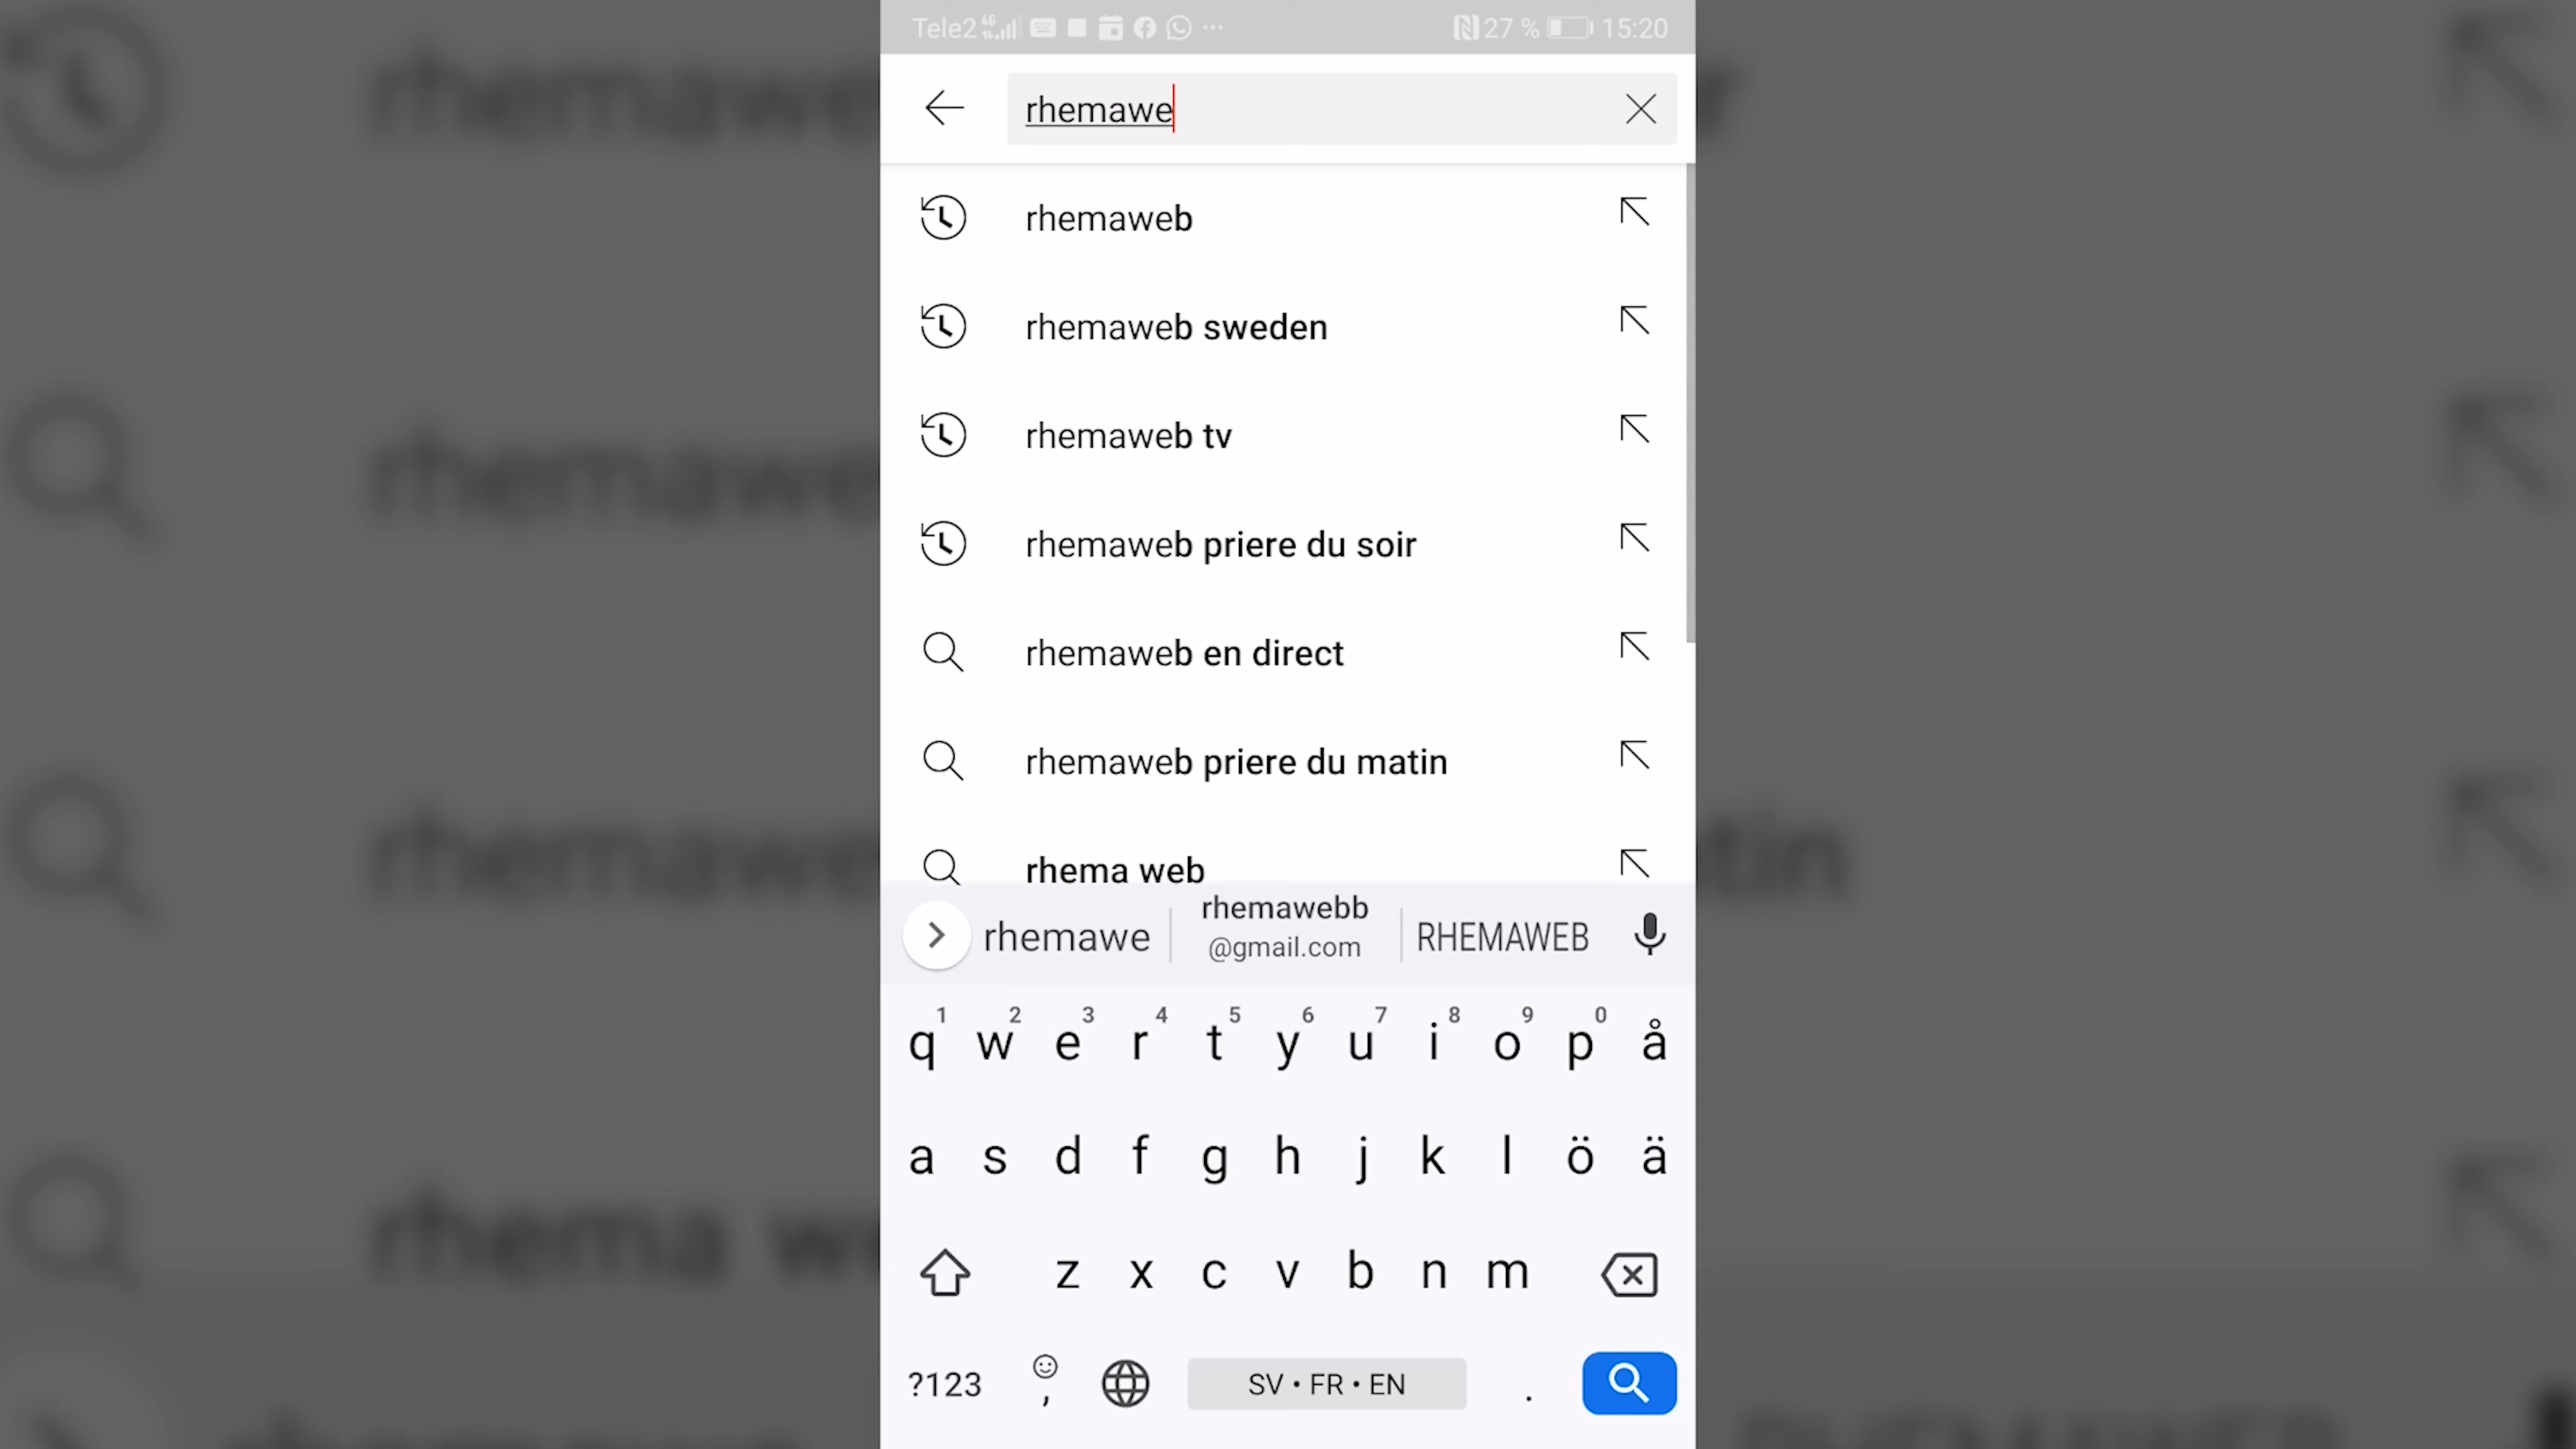 Tele2 4G 27 % 15:20
rhemawe
rhemaweb
rhemaweb sweden
rhemaweb tv
rhemaweb priere du soir
rhemaweb en direct
rhemaweb priere du matin
rhema web
rhemawe
rhemawebb
@gmail.com
RHEMAWEB
1 2 3 4 5 6 7 8 9 0
q w e r t y u i o p å
a s d f g h j k l ö ä
z x c v b n m
?123 , SV • FR • EN .